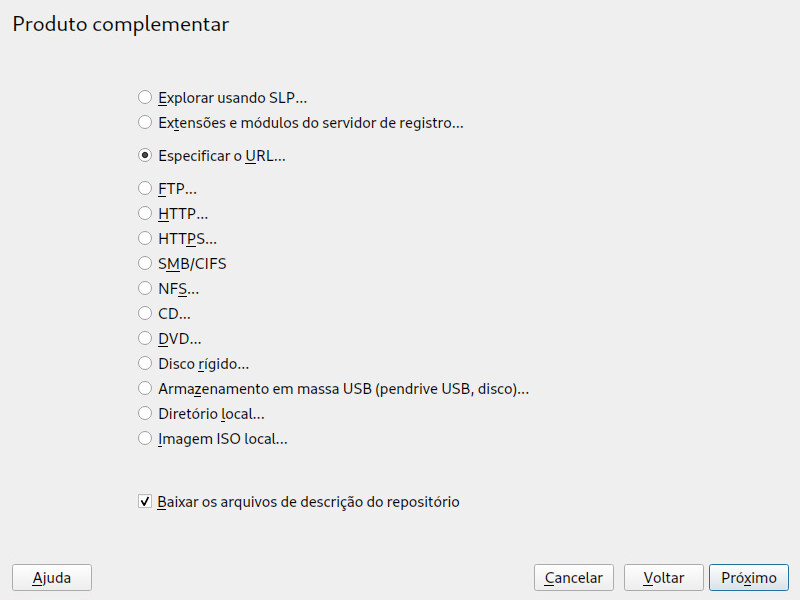 Produto complementar
Explorar usando SLP...
Extensões e módulos do servidor de registro...
Especificar o URL...
FTP...
HTTP...
HTTPS...
SMB/CIFS
NFS...
CD...
DVD...
Disco rígido...
Armazenamento em massa USB (pendrive USB, disco)...
Diretório local...
Imagem ISO local...
Baixar os arquivos de descrição do repositório
Ajuda
Cancelar
Voltar
Próximo